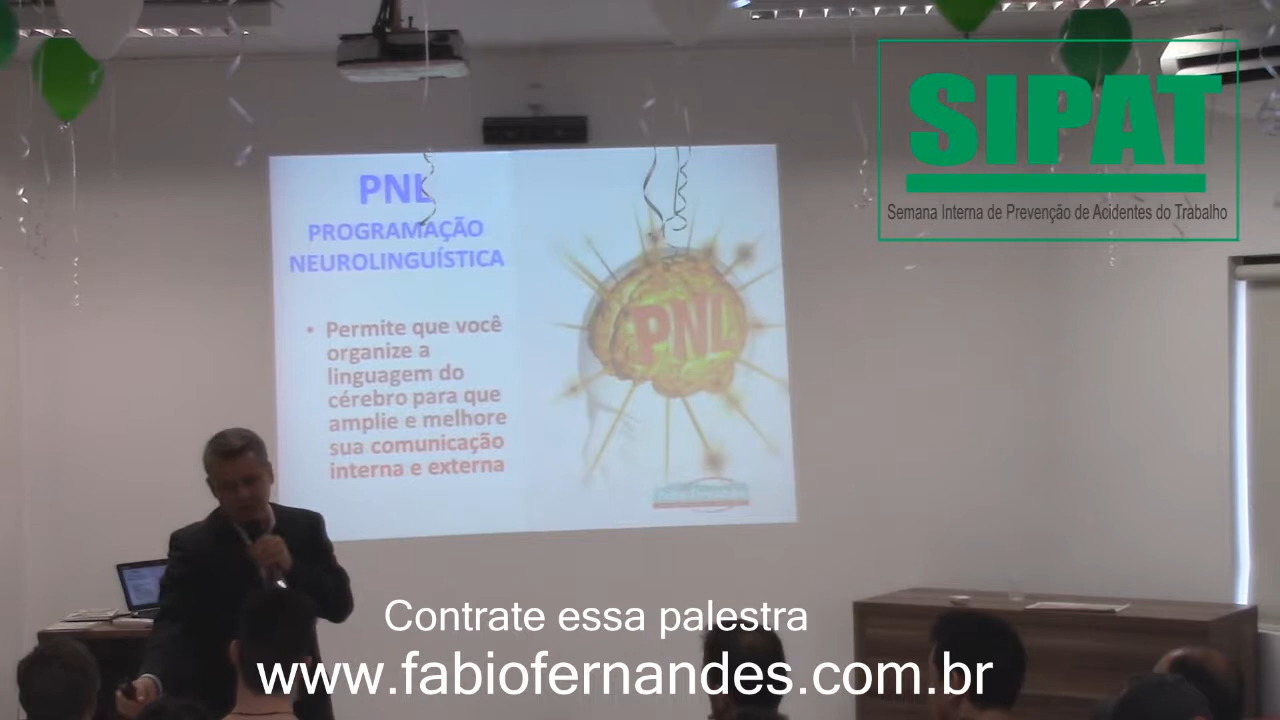 SIPAT
Semana Interna de Prevenção de Acidentes do Trabalho
PNL
PROGRAMAÇÃO
NEUROLINGUÍSTICA
• Permite que você
organize a
linguagem do
cérebro para que
amplie e melhore
sua comunicação
interna e externa
PNL
Contrate essa palestra
www.fabiofernandes.com.br